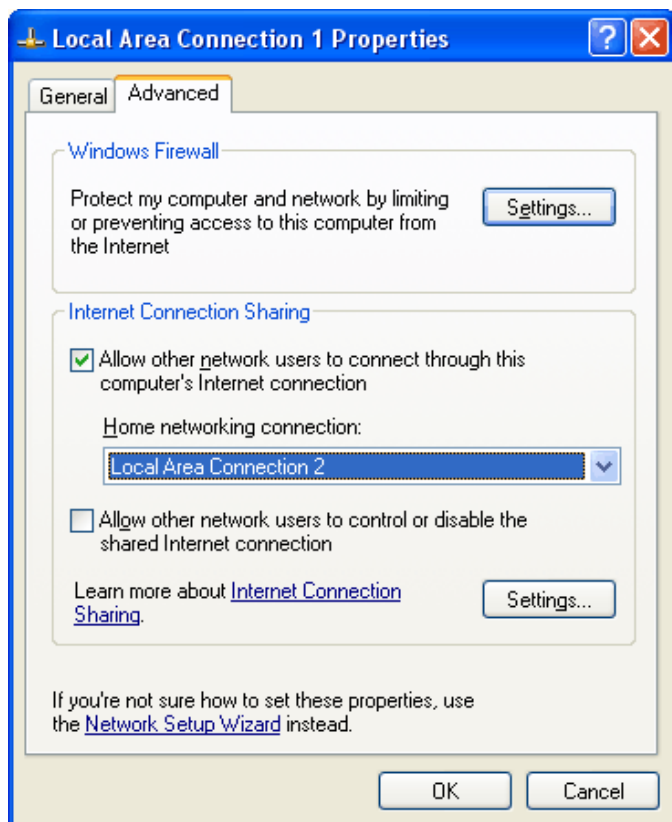 Local Area Connection 1 Properties
General
Advanced
Windows Firewall
Protect my computer and network by limiting
or preventing access to this computer from
the Internet
Settings...
Internet Connection Sharing
Allow other network users to connect through this
computer's Internet connection
Home networking connection:
Local Area Connection 2
Allow other network users to control or disable the
shared Internet connection
Learn more about Internet Connection
Sharing.
Settings...
If you're not sure how to set these properties, use
the Network Setup Wizard instead.
OK
Cancel